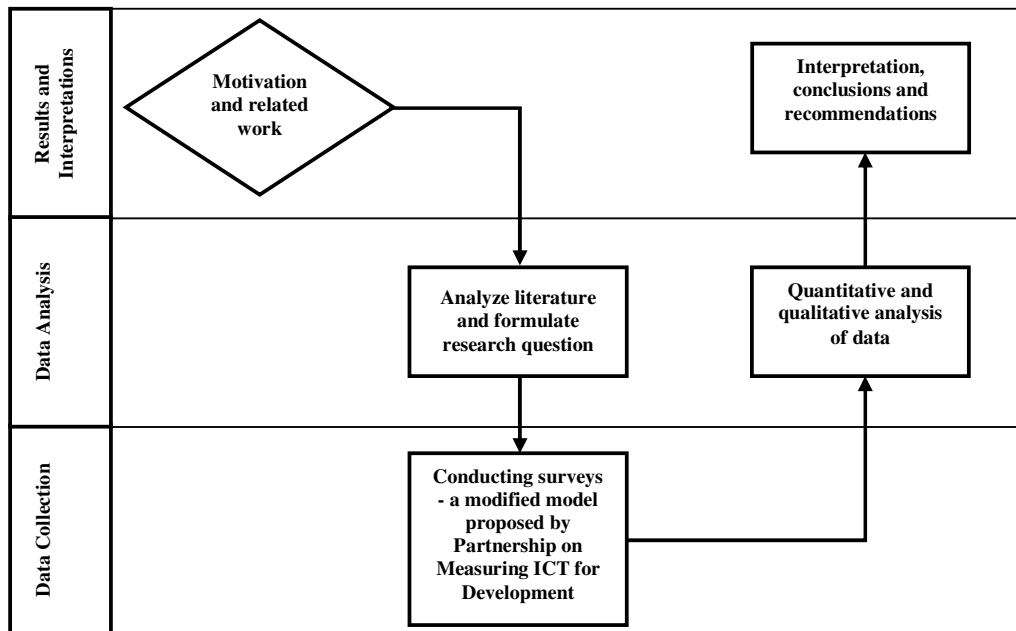 Results and
Interpretations
Motivation
and related
work
Interpretation,
conclusions and
recommendations
Data Analysis
Analyze literature
and formulate
research question
Quantitative and
qualitative analysis
of data
Data Collection
Conducting surveys
- a modified model
proposed by
Partnership on
Measuring ICT for
Development